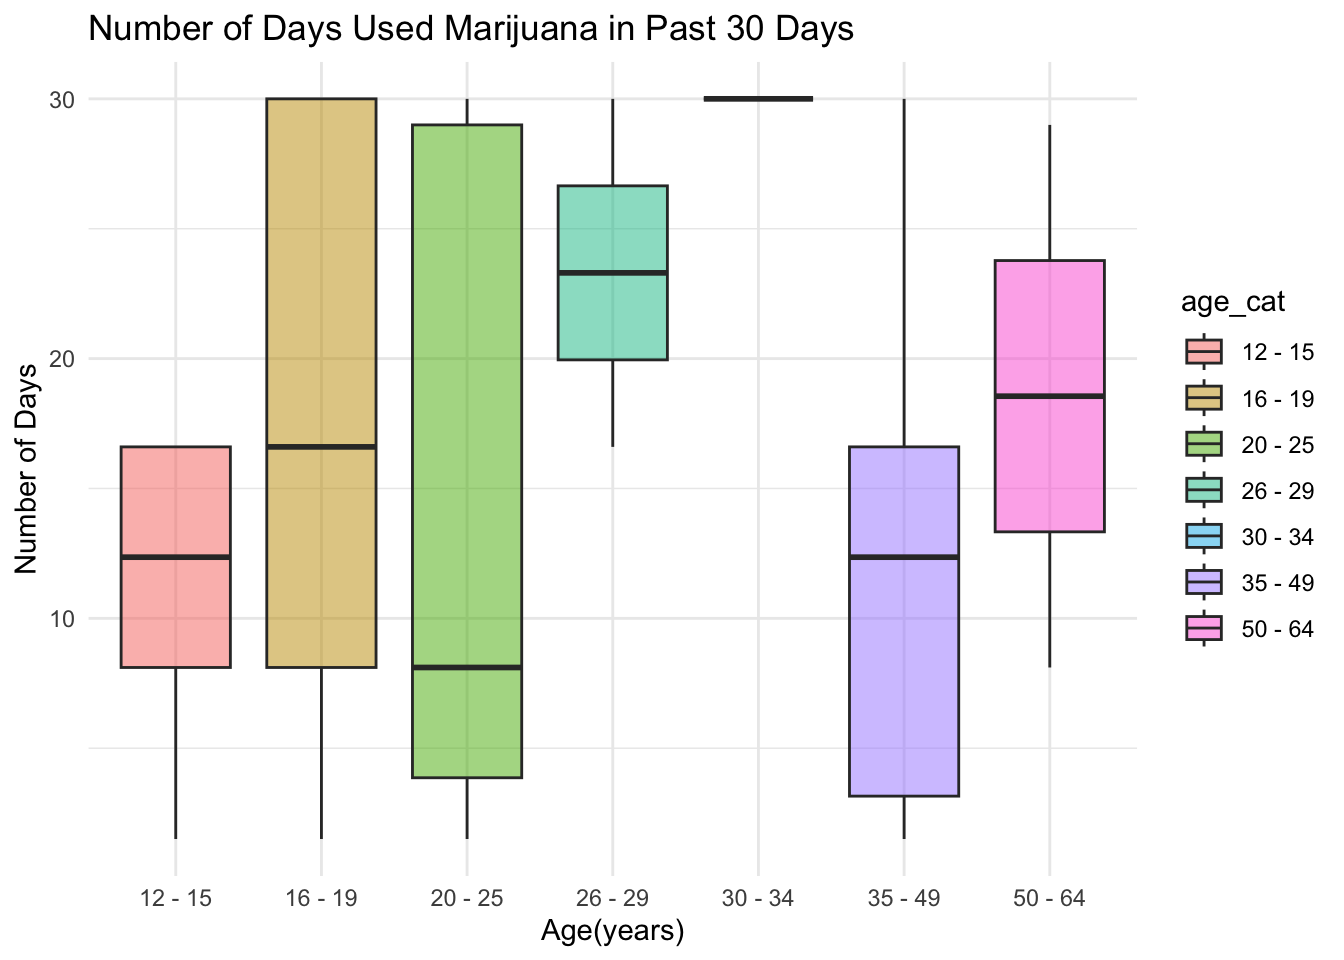 Number of Days Used Marijuana in Past 30 Days
30
20
10
Number of Days
12 - 15
16 - 19
20 - 25
26 - 29
30 - 34
35 - 49
50 - 64
Age(years)
age_cat
12 - 15
16 - 19
20 - 25
26 - 29
30 - 34
35 - 49
50 - 64